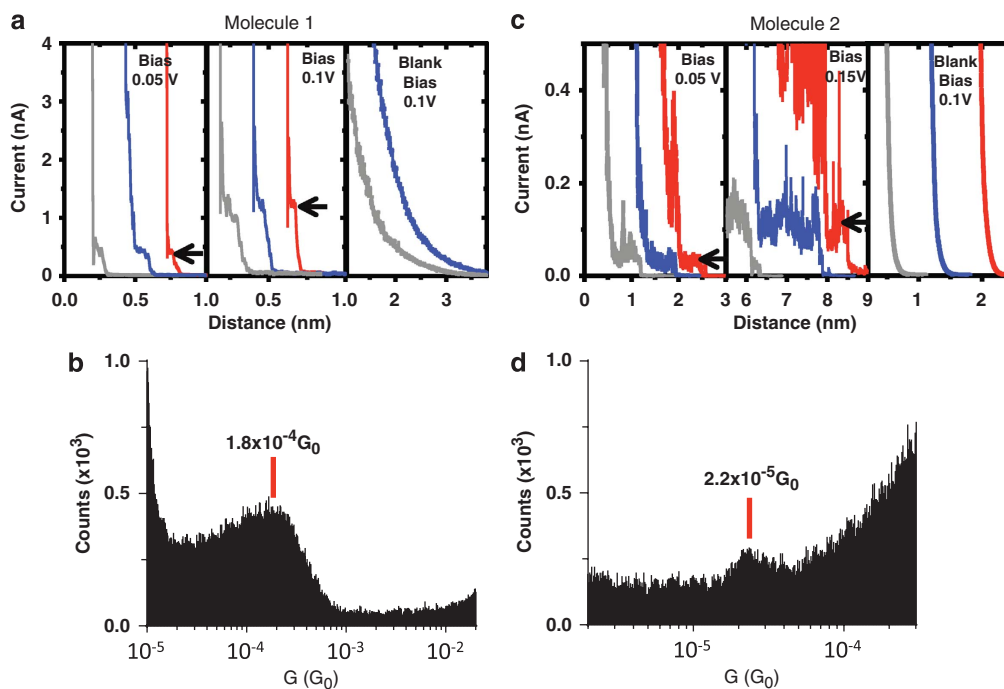 a
Molecule 1
Bias
0.05 V
Bias
0.1V
Blank
Bias
0.1V
Current (nA)
4
3
2
1
0
0.0
0.5
1.0
0.5
1.0
2
3
Distance (nm)
c
Molecule 2
Bias
0.05 V
Bias
0.15V
Blank
Bias
0.1V
Current (nA)
0.4
0.2
0.0
0
1
2
3
6
7
8
9
1
2
Distance (nm)
b
1.8x10⁻⁴G₀
Counts (x10³)
1.0
0.5
0.0
10⁻⁵
10⁻⁴
10⁻³
10⁻²
G (G₀)
d
2.2x10⁻⁵G₀
Counts (x10³)
1.0
0.5
0.0
10⁻⁵
10⁻⁴
G (G₀)